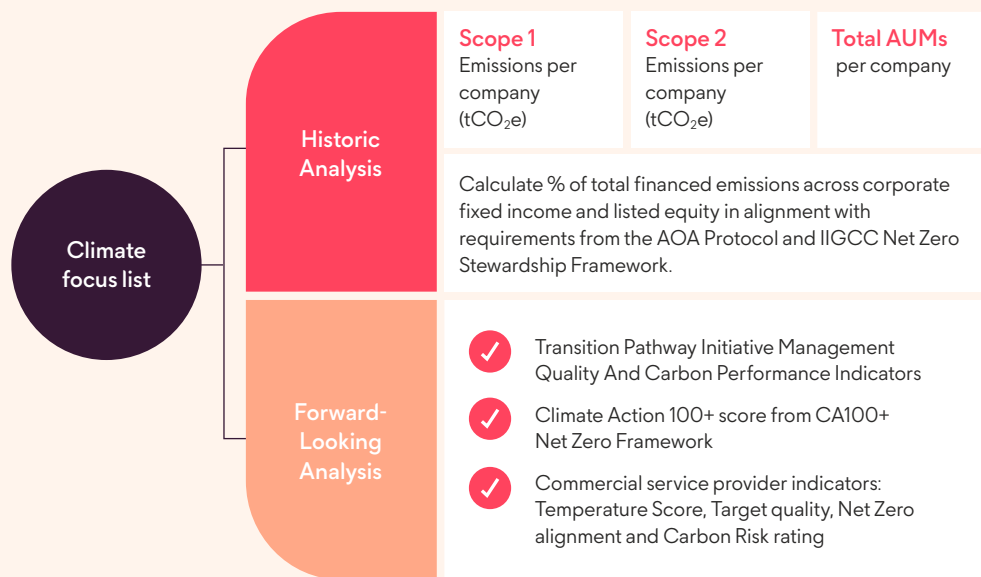 Climate
focus list
Historic
Analysis
Scope 1
Emissions per
company
(tCO₂e)
Scope 2
Emissions per
company
(tCO₂e)
Total AUMs
per company
Calculate % of total financed emissions across corporate
fixed income and listed equity in alignment with
requirements from the AOA Protocol and IIGCC Net Zero
Stewardship Framework.
Forward-
Looking
Analysis
Transition Pathway Initiative Management
Quality And Carbon Performance Indicators
Climate Action 100+ score from CA100+
Net Zero Framework
Commercial service provider indicators:
Temperature Score, Target quality, Net Zero
alignment and Carbon Risk rating